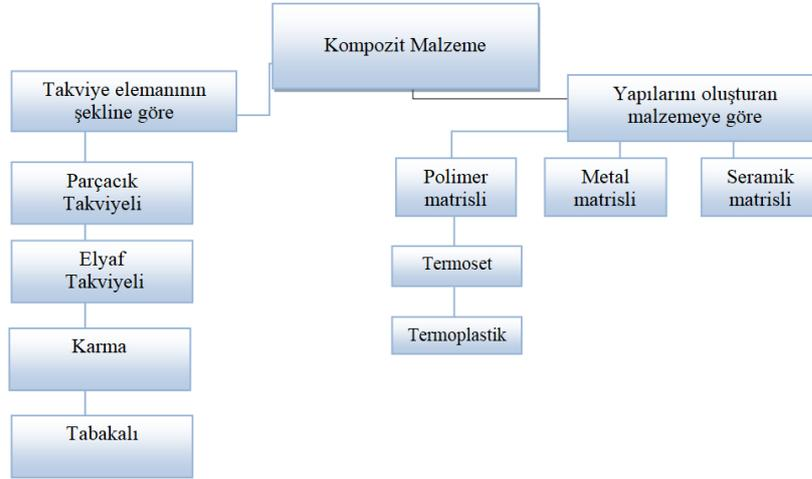 Kompozit Malzeme
Takviye elemanının
şekline göre
Yapılarını oluşturan
malzemeye göre
Parçacık
Takviyeli
Elyaf
Takviyeli
Karma
Tabakalı
Polimer
matrisli
Metal
matrisli
Seramik
matrisli
Termoset
Termoplastik